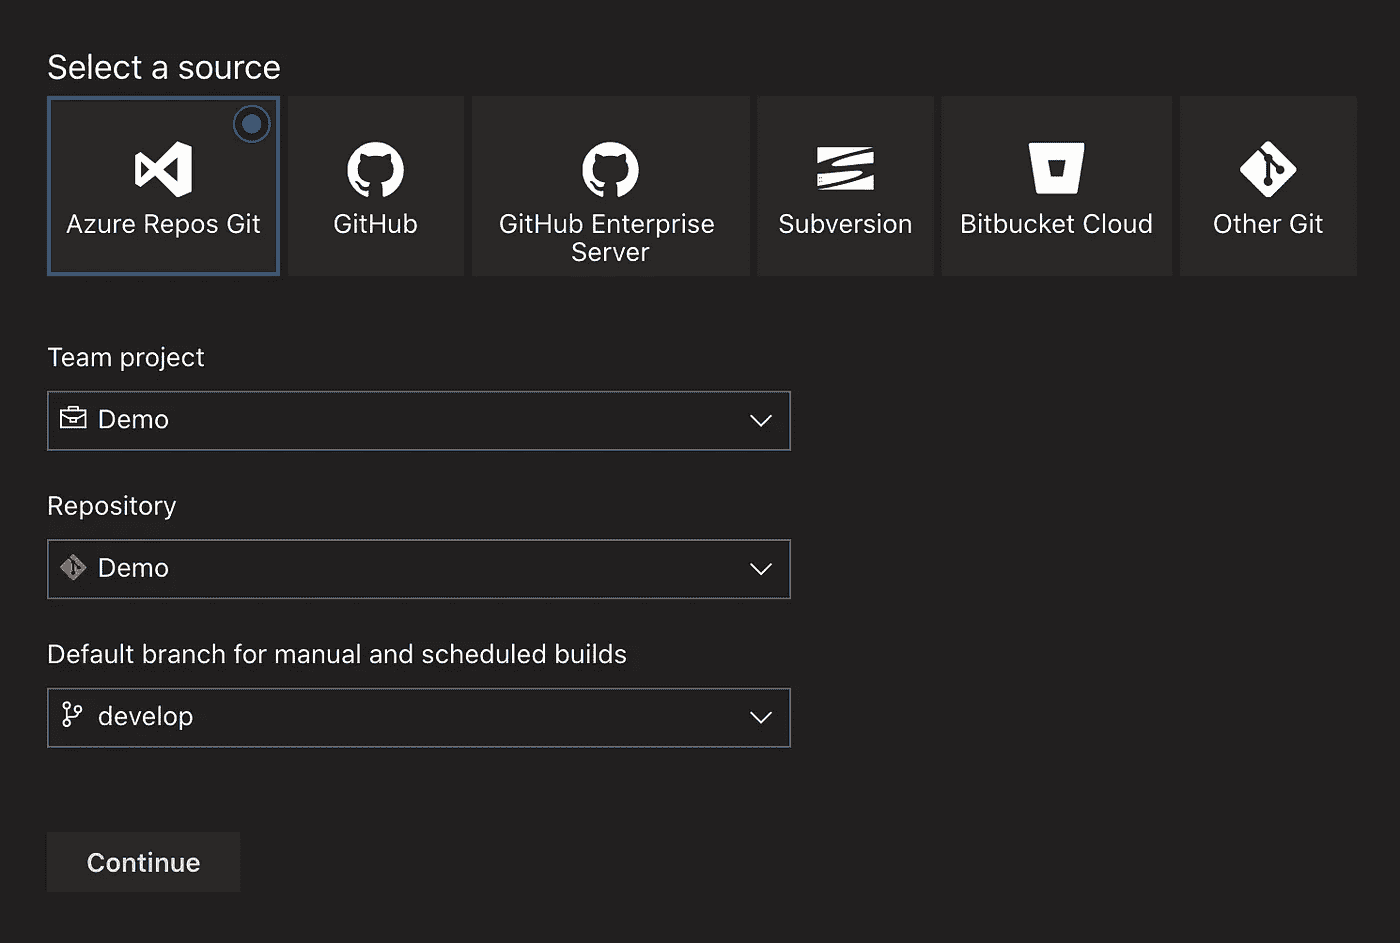 Select a source
Azure Repos Git
GitHub
GitHub Enterprise
Server
Subversion
Bitbucket Cloud
Other Git
Team project
Demo
Repository
Demo
Default branch for manual and scheduled builds
develop
Continue